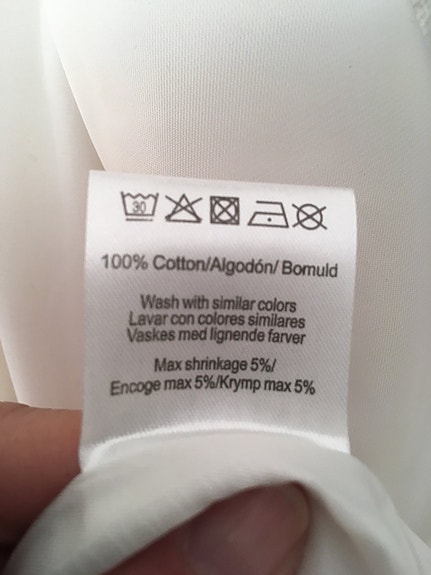 30
100% Cotton/Algodón/ Bomuld
Wash with similar colors
Lavar con colores similares
Vaskes med lignende farver
Max shrinkage 5%/
Encoge max 5%/Krymp max 5%